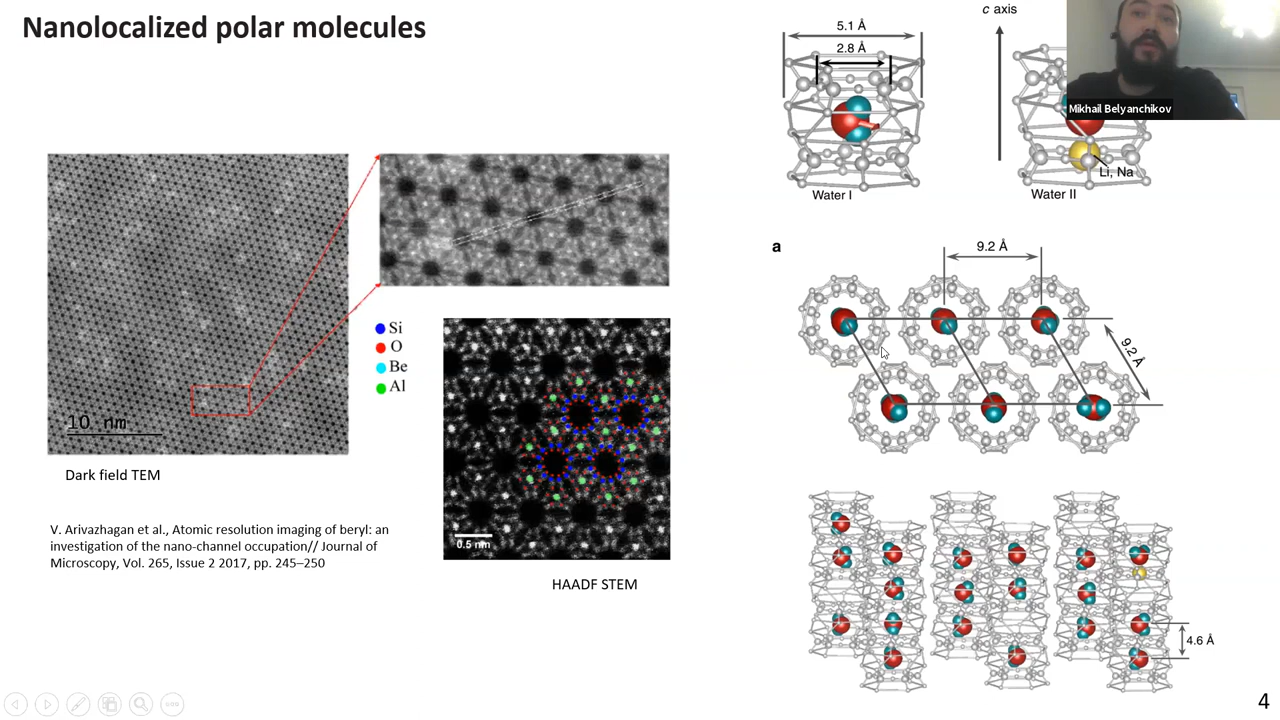 Nanolocalized polar molecules
c axis
5.1 Å
2.8 Å
Mikhail Belyanchikov
Li, Na
Water I
Water II
a
9.2 Å
9.2 Å
Si
O
Be
Al
10 nm
Dark field TEM
0.5 nm
V. Arivazhagan et al., Atomic resolution imaging of beryl: an
investigation of the nano-channel occupation// Journal of
Microscopy, Vol. 265, Issue 2 2017, pp. 245–250
HAADF STEM
4.6 Å
4